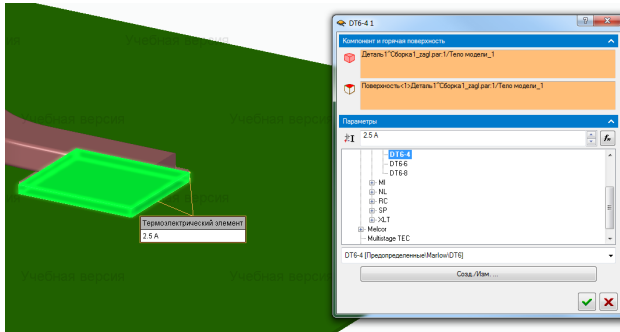 DT6-4 1
Компонент и горячая поверхность
Деталь1^Сборка1_zagl.par:1/Тело модели_1
Поверхность<1>Деталь1^Сборка1_zagl.par:1/Тело модели_1
Параметры
2.5 A
DT6-4
DT6-6
DT6-8
MI
NL
RC
SP
XLT
Melcor
Multistage TEC
DT6-4 [Предопределенные\Marlow\DT6]
Созд./Изм. ...
Термоэлектрический элемент
2.5 A
Учебная версия
Учебная версия
Учебная версия
Учебная версия
Учебная версия